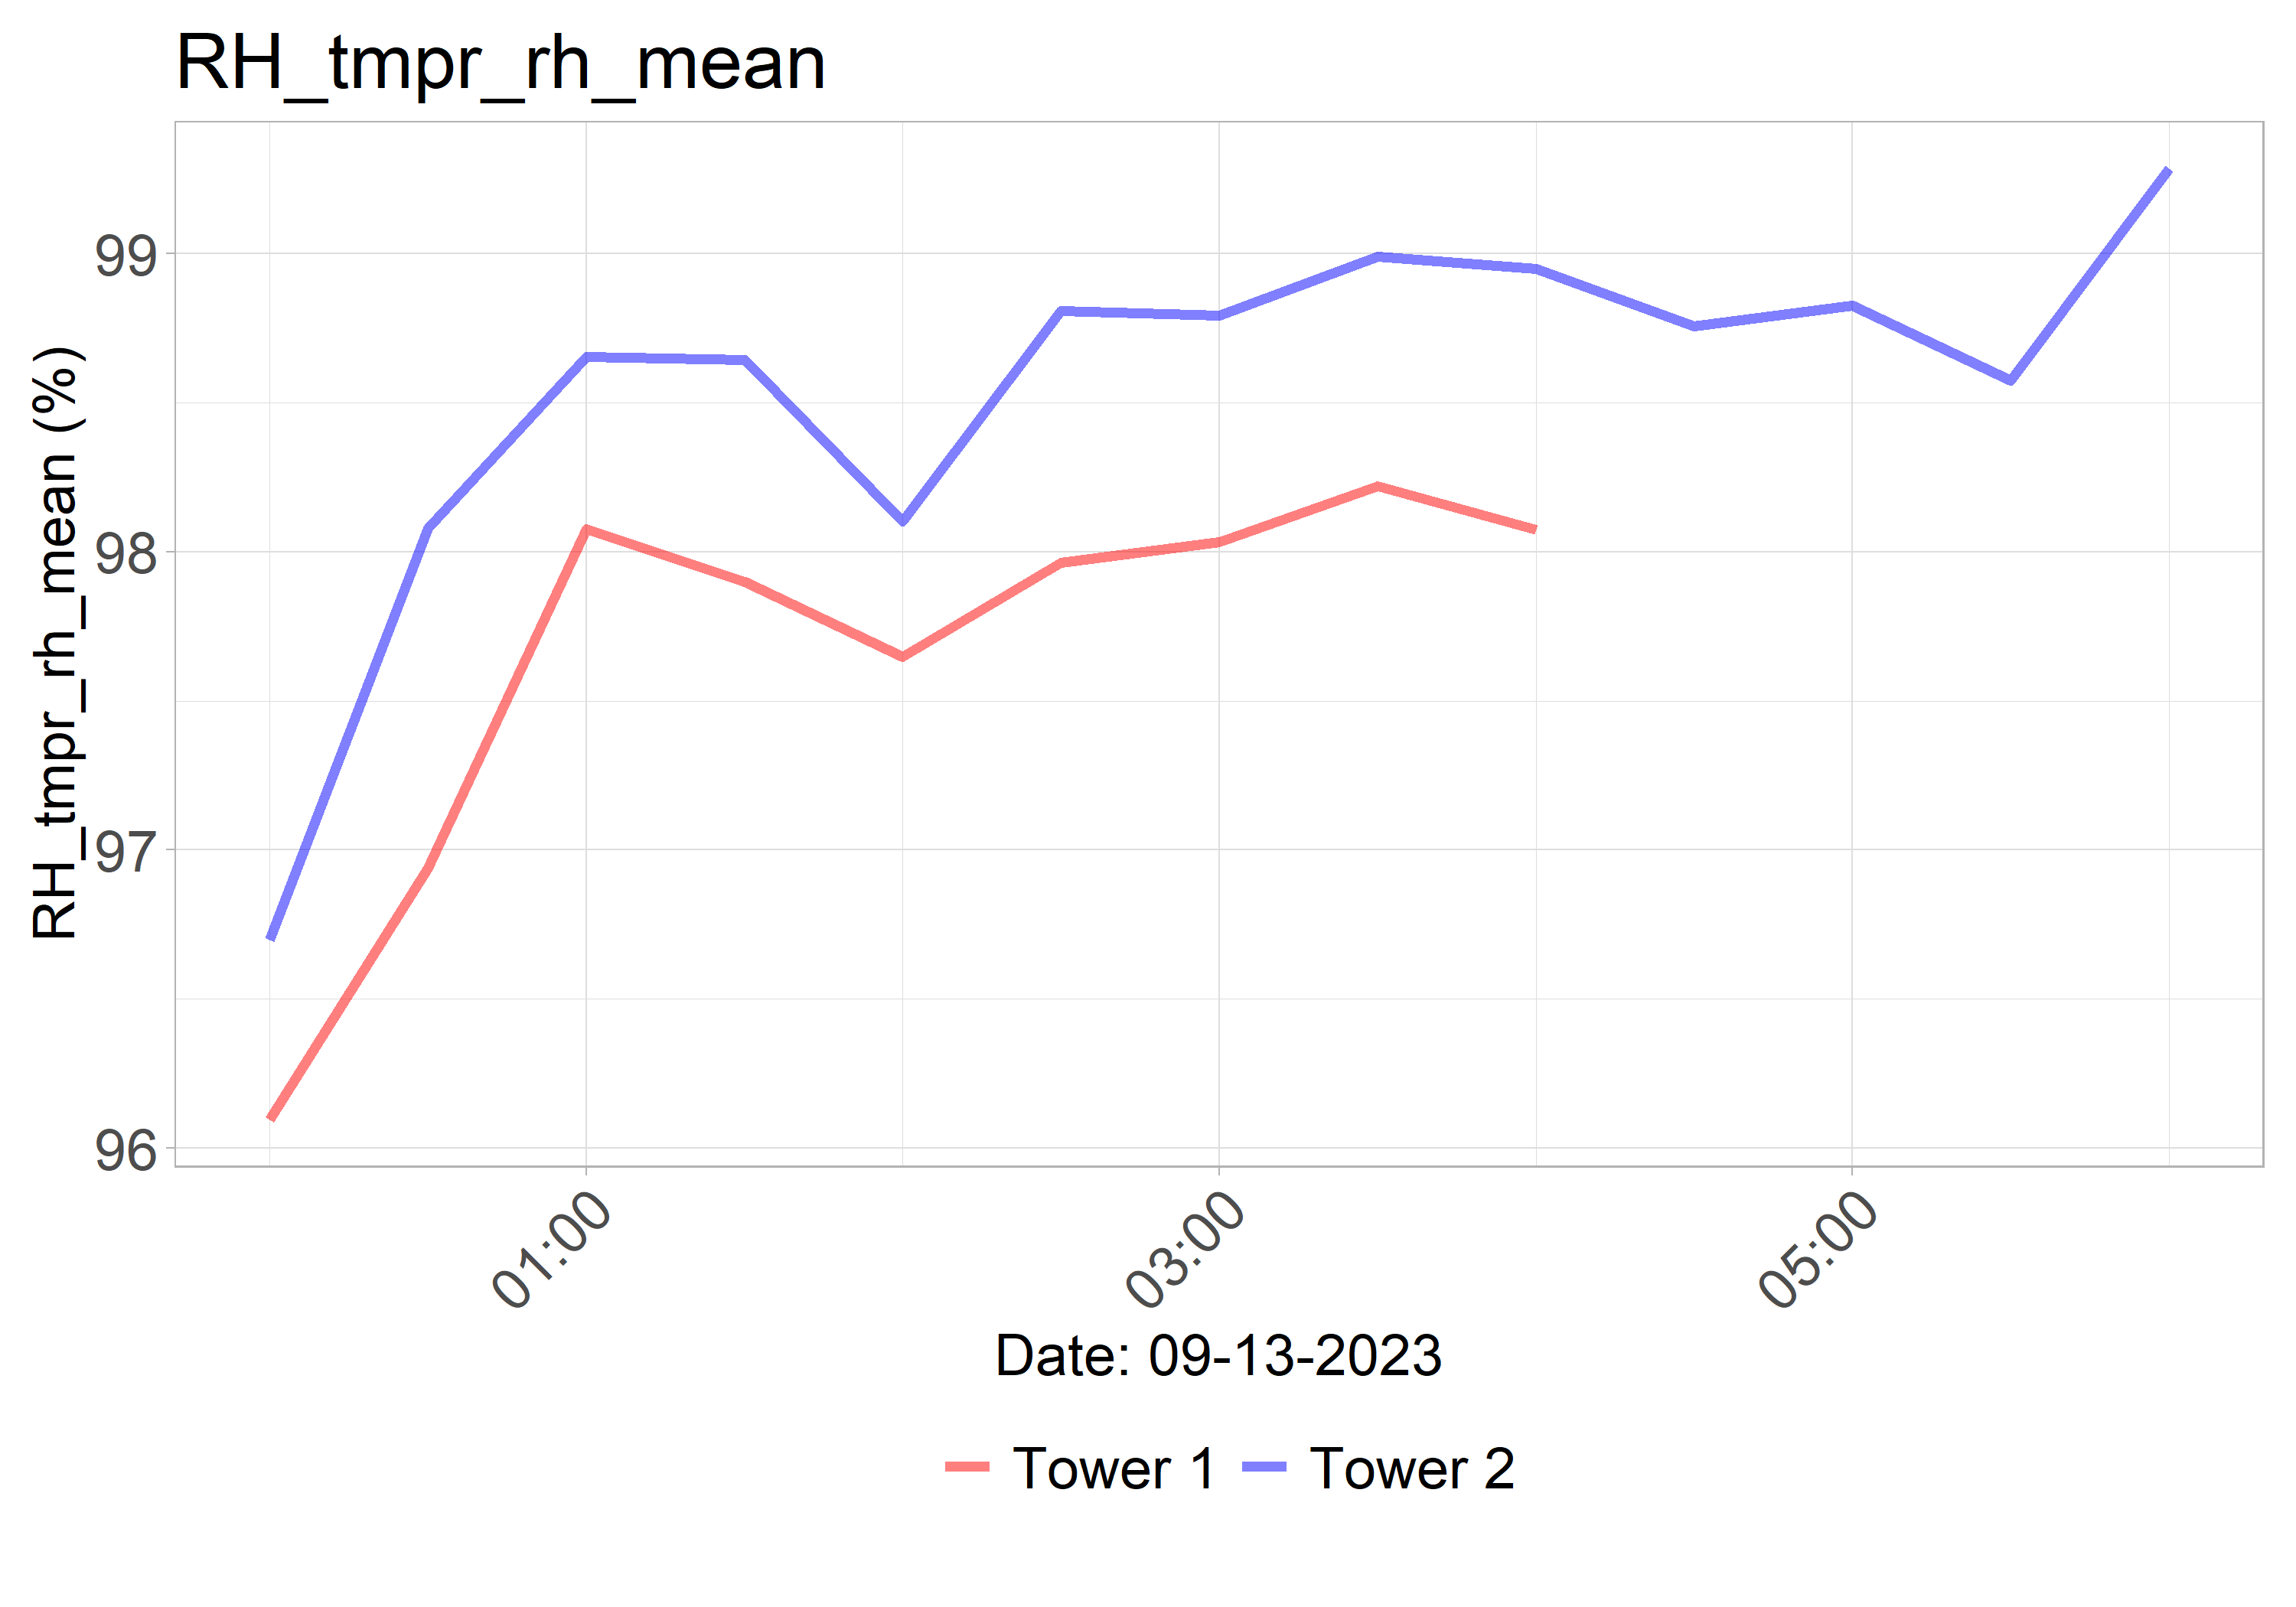 RH_tmpr_rh_mean
RH_tmpr_rh_mean (%)
99
98
97
96
01:00
03:00
05:00
Date: 09-13-2023
Tower 1
Tower 2